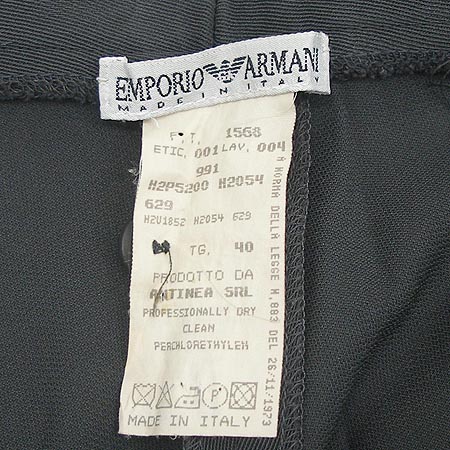 EMPORIO ARMANI
MADE IN ITALY
F.T. 1568
ETIC. 001 LAV. 004
991
H2P5200 H2054
629
H2U1852 H2054 629
TG. 40
PRODOTTO DA
ANTINEA SRL
PROFESSIONALLY DRY
CLEAN
PERCHLORETHYLEN
P
MADE IN ITALY
A NORMA DELLA LEGGE N.883 DEL 26/11/1973